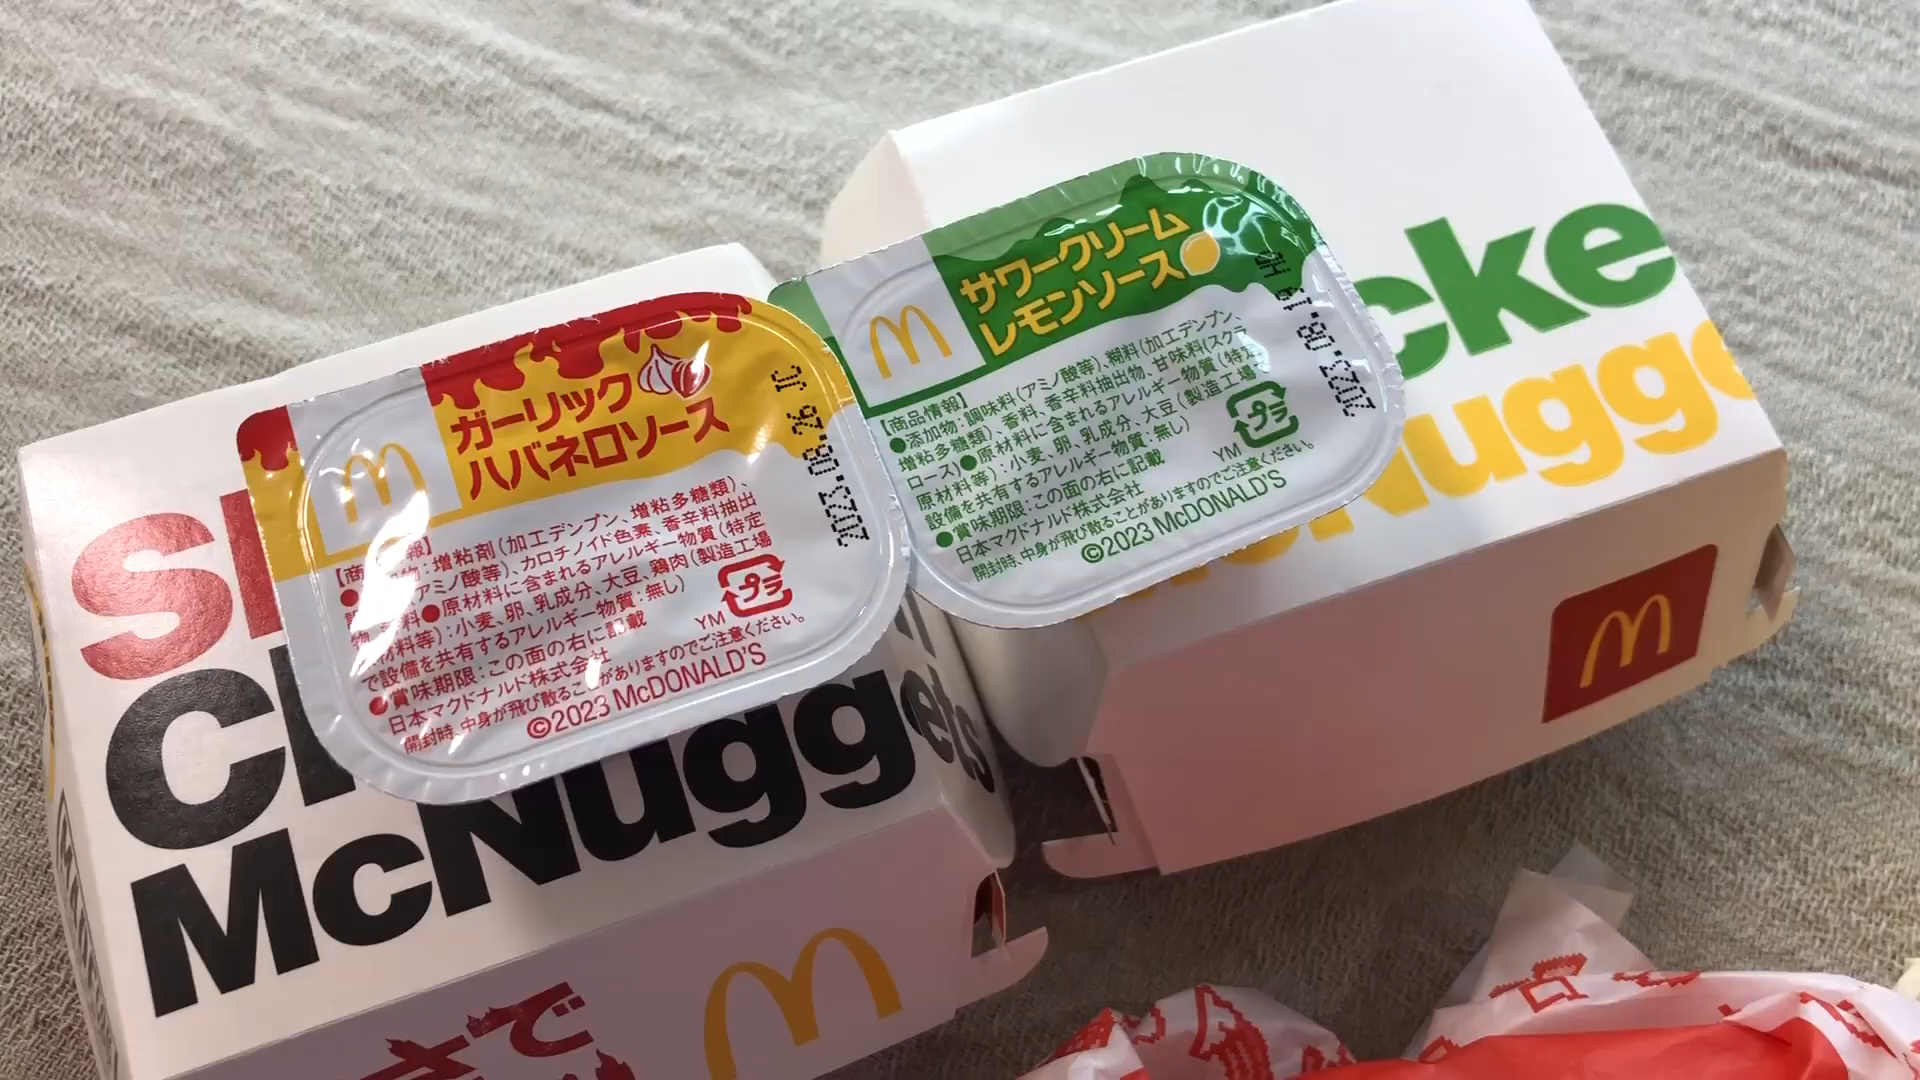 ガーリック
ハバネロソース
2023.08.26 JC
増粘剤(加工デンプン、増粘多糖類)、
アミノ酸等)、カロチノイド色素、香辛料抽出
●原材料に含まれるアレルギー物質(特定
材料等):小麦、卵、乳成分、大豆、鶏肉(製造工場
で設備を共有するアレルギー物質:無し)
●賞味期限:この面の右に記載
日本マクドナルド株式会社
開封時、中身が飛び散ることがありますのでご注意ください。
©2023 McDONALD'S
プラ
YM
サワークリーム
レモンソース
2023.08.19 HE
【商品情報】
●添加物:調味料(アミノ酸等)、糊料(加工デンプン、
増粘多糖類)、香料、香辛料抽出物、甘味料(スクラ
ロース)●原材料に含まれるアレルギー物質(特定
原材料等):小麦、卵、乳成分、大豆(製造工場
設備を共有するアレルギー物質:無し)
●賞味期限:この面の右に記載
日本マクドナルド株式会社
開封時、中身が飛び散ることがありますのでご注意ください。
©2023 McDONALD'S
プラ
YM
McNuggets
cke
Nugge